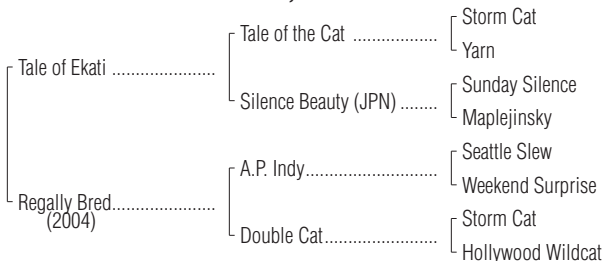 Storm Cat
Tale of the Cat ..................
Yarn
Tale of Ekati ......................
Sunday Silence
Silence Beauty (JPN) ........
Maplejinsky
Seattle Slew
A.P. Indy............................
Weekend Surprise
Regally Bred......................
(2004)
Storm Cat
Double Cat........................
Hollywood Wildcat